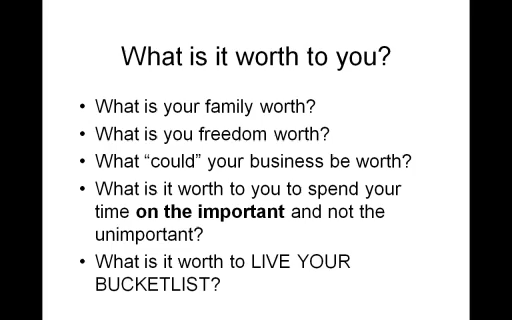 What is it worth to you?
• What is your family worth?
• What is you freedom worth?
• What “could” your business be worth?
• What is it worth to you to spend your
time on the important and not the
unimportant?
• What is it worth to LIVE YOUR
BUCKETLIST?